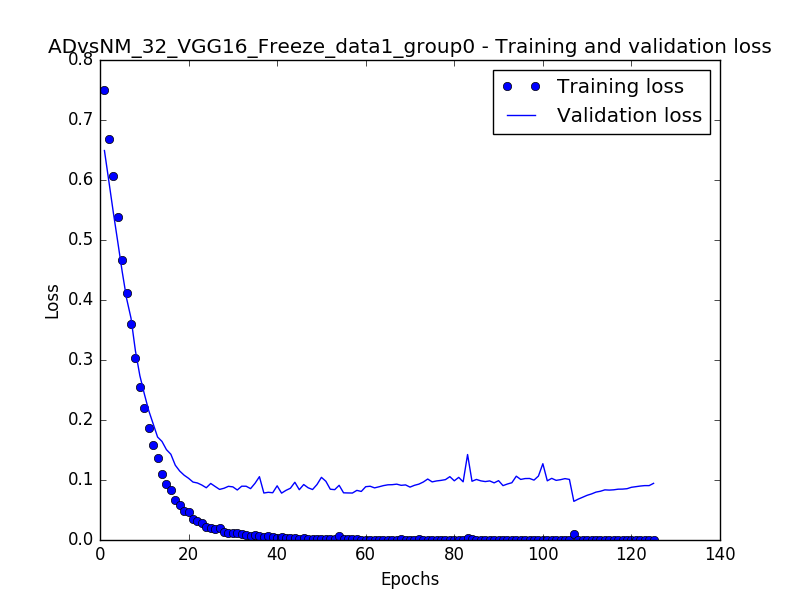 ADvsNM_32_VGG16_Freeze_data1_group0 - Training and validation loss
Training loss
Validation loss
Loss
0.8
0.7
0.6
0.5
0.4
0.3
0.2
0.1
0.0
0 20 40 60 80 100 120 140
Epochs